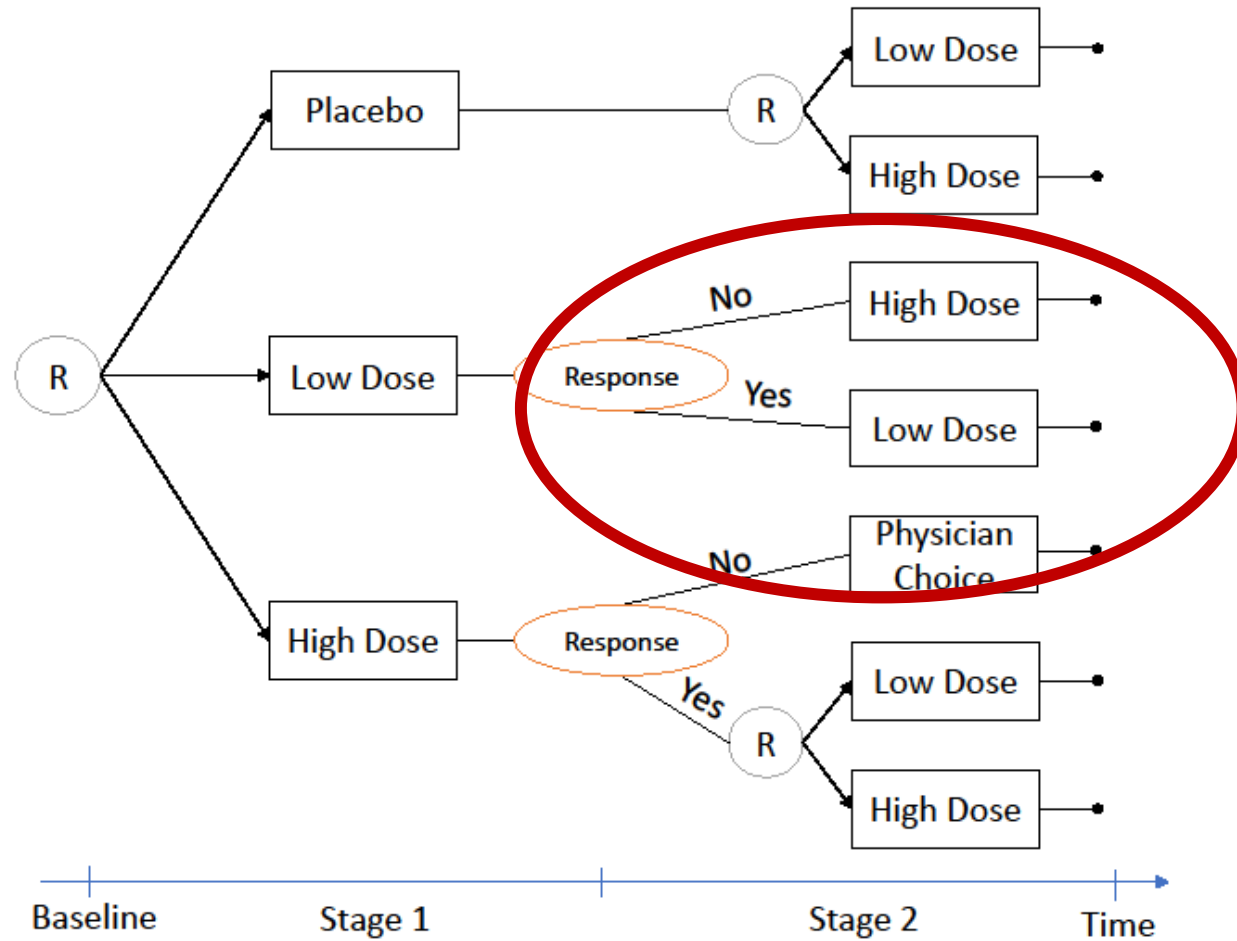 Low Dose
Placebo
R
High Dose
No
High Dose
R
Low Dose
Response
Yes
Low Dose
Physician
Choice
No
High Dose
Response
Low Dose
Yes
R
High Dose
Baseline
Stage 1
Stage 2
Time